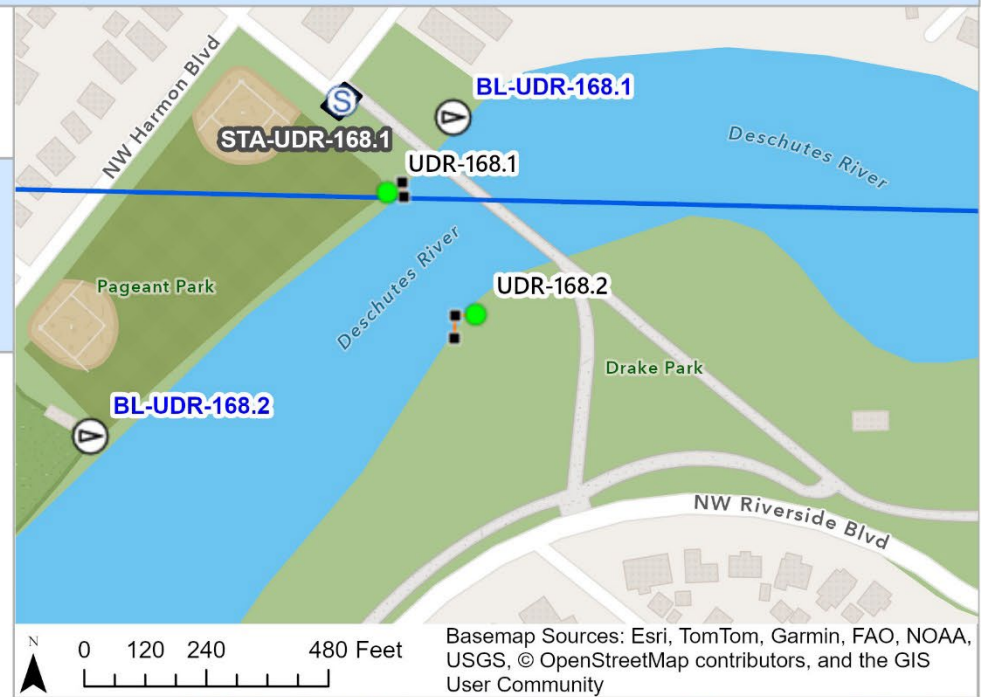 NW Harmon Blvd
S
BL-UDR-168.1
STA-UDR-168.1
Deschutes River
UDR-168.1
Deschutes River
UDR-168.2
Pageant Park
Drake Park
BL-UDR-168.2
NW Riverside Blvd
N
0 120 240 480 Feet
Basemap Sources: Esri, TomTom, Garmin, FAO, NOAA,
USGS, © OpenStreetMap contributors, and the GIS
User Community